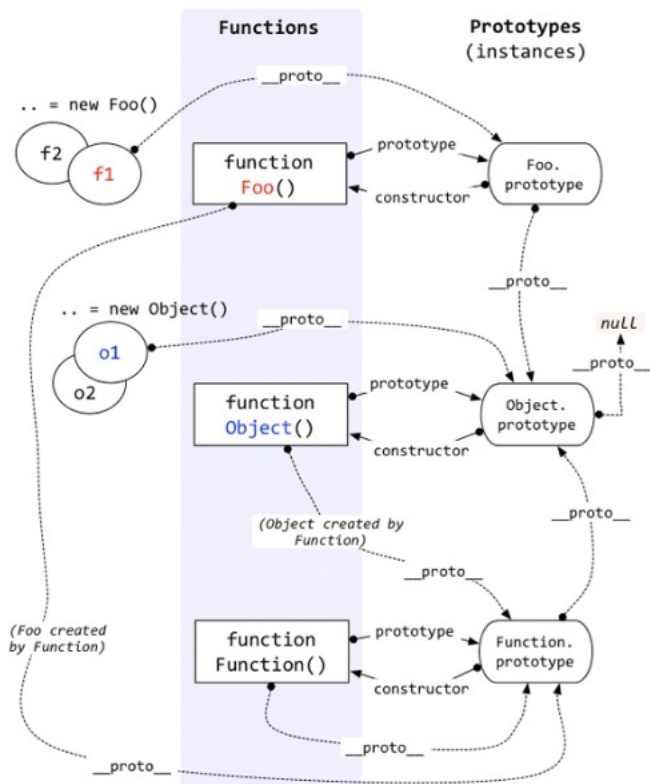 Functions
Prototypes
(instances)
__proto__
.. = new Foo()
f2
f1
function
Foo()
prototype
constructor
Foo.
prototype
__proto__
.. = new Object()
o1
o2
__proto__
null
__proto__
function
Object()
prototype
constructor
Object.
prototype
(Object created by
Function)
__proto__
__proto__
(Foo created
by Function)
function
Function()
prototype
constructor
Function.
prototype
__proto__
__proto__